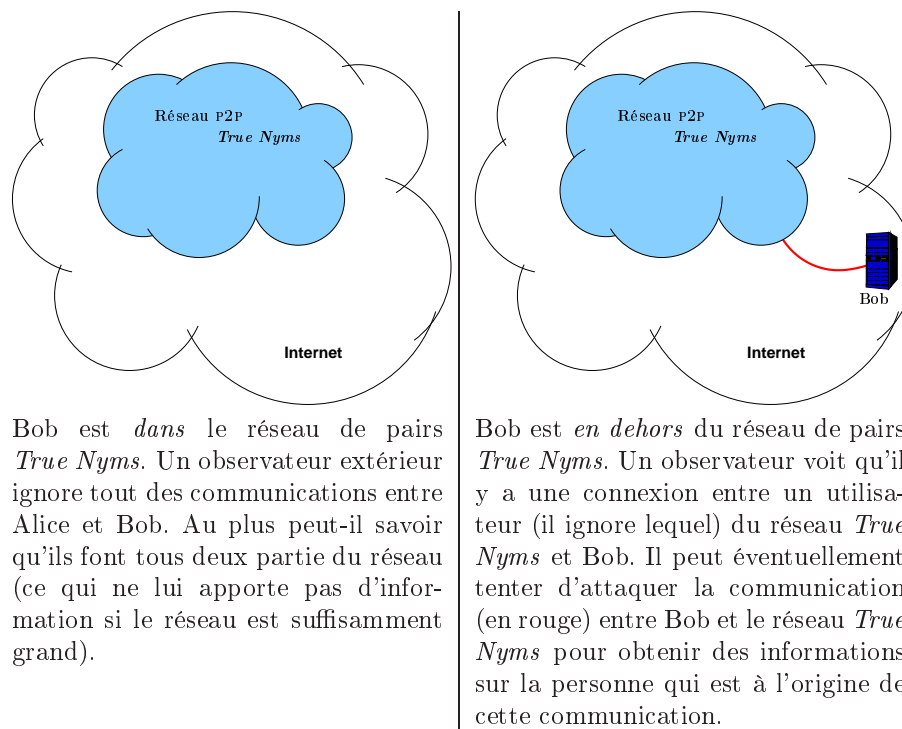 Réseau P2P
True Nyms
Internet
Bob est dans le réseau de pairs
True Nyms. Un observateur extérieur
ignore tout des communications entre
Alice et Bob. Au plus peut-il savoir
qu'ils font tous deux partie du réseau
(ce qui ne lui apporte pas d'infor-
mation si le réseau est suffisamment
grand).
Réseau P2P
True Nyms
Bob
Internet
Bob est en dehors du réseau de pairs
True Nyms. Un observateur voit qu'il
y a une connexion entre un utilisa-
teur (il ignore lequel) du réseau True
Nyms et Bob. Il peut éventuellement
tenter d'attaquer la communication
(en rouge) entre Bob et le réseau True
Nyms pour obtenir des informations
sur la personne qui est à l'origine de
cette communication.